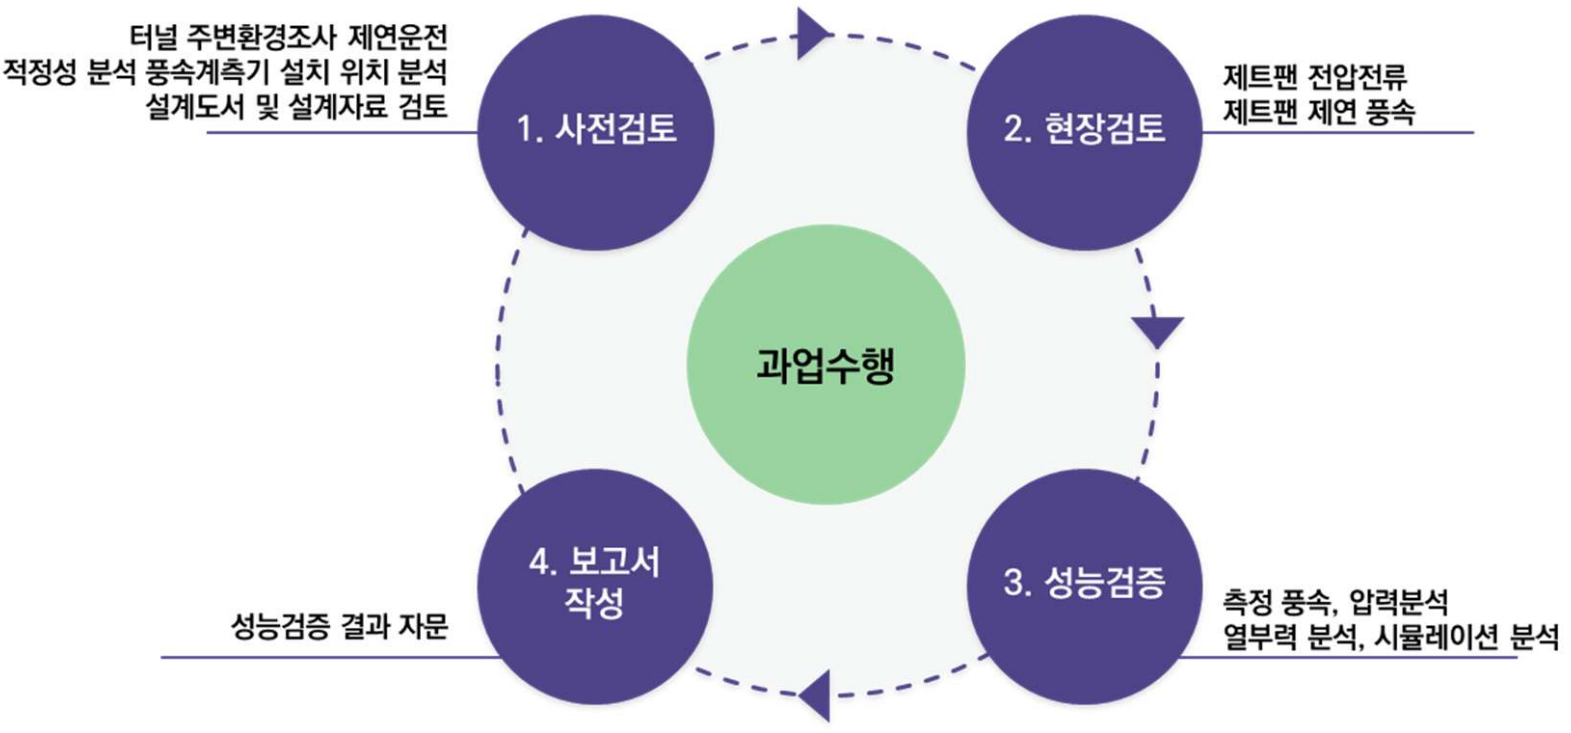 터널 주변환경조사 제연운전
적정성 분석 풍속계측기 설치 위치 분석
설계도서 및 설계자료 검토
1. 사전검토
2. 현장검토
제트팬 전압전류
제트팬 제연 풍속
과업수행
4. 보고서
작성
성능검증 결과 자문
3. 성능검증
측정 풍속, 압력분석
열부력 분석, 시뮬레이션 분석